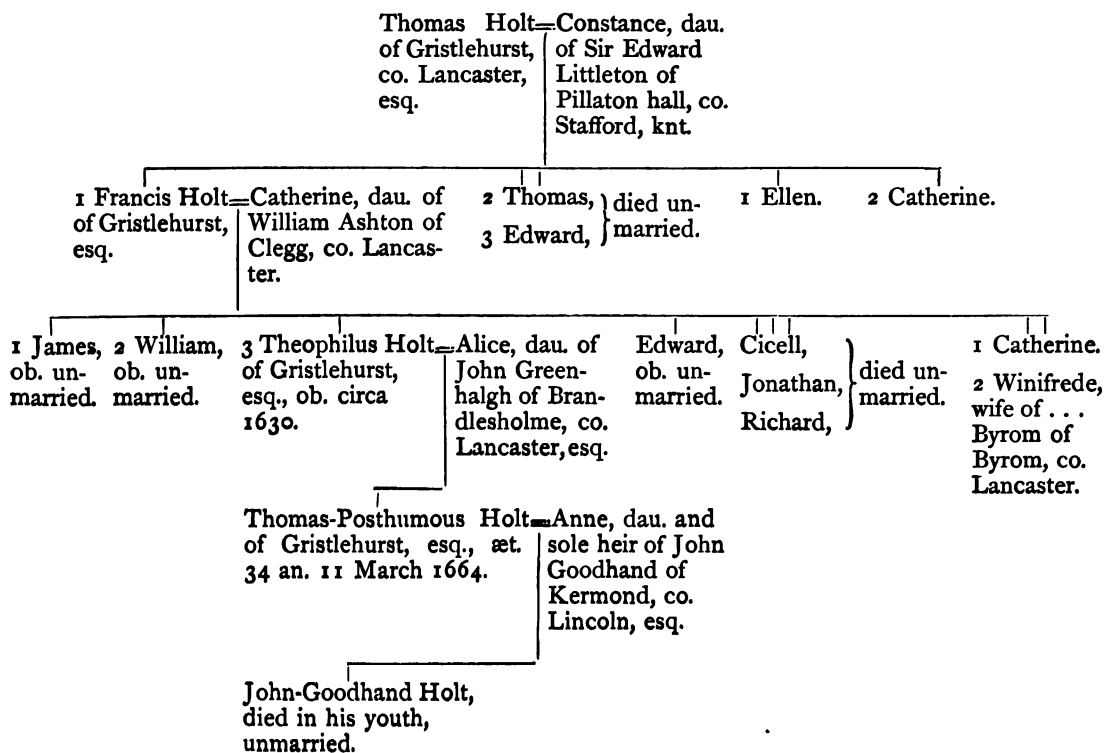 Thomas Holt=Constance, dau.
of Gristlehurst, of Sir Edward
co. Lancaster, Littleton of
esq. Pillaton hall, co.
Stafford, knt.
1 Francis Holt=Catherine, dau. of
of Gristlehurst, William Ashton of
esq. Clegg, co. Lancas-
ter.
2 Thomas, } died un-
3 Edward, } married.
1 Ellen.
2 Catherine.
1 James,
ob. un-
married.
2 William,
ob. un-
married.
3 Theophilus Holt=Alice, dau. of
of Gristlehurst, John Green-
esq., ob. circa halgh of Bran-
1630. dlesholme, co.
Lancaster, esq.
Edward,
ob. un-
married.
Cicell,
Jonathan, } died un-
Richard, } married.
1 Catherine.
2 Winifrede,
wife of . . .
Byrom of
Byrom, co.
Lancaster.
Thomas-Posthumous Holt=Anne, dau. and
of Gristlehurst, esq., æt. sole heir of John
34 an. 11 March 1664. Goodhand of
Kermond, co.
Lincoln, esq.
John-Goodhand Holt,
died in his youth,
unmarried.